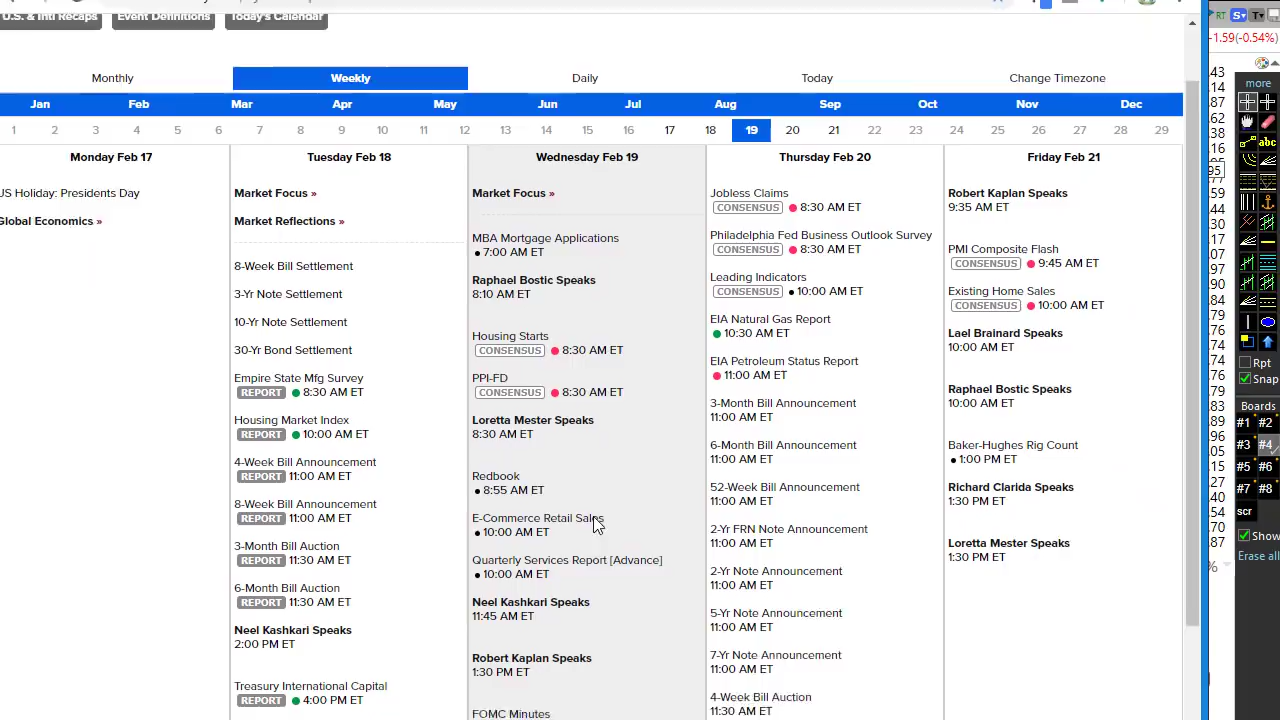 U.S. & Intl Recaps
Event Definitions
Today's Calendar
Monthly
Weekly
Daily
Today
Change Timezone
Jan Feb Mar Apr May Jun Jul Aug Sep Oct Nov Dec
1 2 3 4 5 6 7 8 9 10 11 12 13 14 15 16 17 18 19 20 21 22 23 24 25 26 27 28 29
Monday Feb 17
US Holiday: Presidents Day
Global Economics »
Tuesday Feb 18
Market Focus »
Market Reflections »
8-Week Bill Settlement
3-Yr Note Settlement
10-Yr Note Settlement
30-Yr Bond Settlement
Empire State Mfg Survey
REPORT 8:30 AM ET
Housing Market Index
REPORT 10:00 AM ET
4-Week Bill Announcement
REPORT 11:00 AM ET
8-Week Bill Announcement
REPORT 11:00 AM ET
3-Month Bill Auction
REPORT 11:30 AM ET
6-Month Bill Auction
REPORT 11:30 AM ET
Neel Kashkari Speaks
2:00 PM ET
Treasury International Capital
REPORT 4:00 PM ET
Wednesday Feb 19
Market Focus »
MBA Mortgage Applications
7:00 AM ET
Raphael Bostic Speaks
8:10 AM ET
Housing Starts
CONSENSUS 8:30 AM ET
PPI-FD
CONSENSUS 8:30 AM ET
Loretta Mester Speaks
8:30 AM ET
Redbook
8:55 AM ET
E-Commerce Retail Sales
10:00 AM ET
Quarterly Services Report [Advance]
10:00 AM ET
Neel Kashkari Speaks
11:45 AM ET
Robert Kaplan Speaks
1:30 PM ET
FOMC Minutes
Thursday Feb 20
Jobless Claims
CONSENSUS 8:30 AM ET
Philadelphia Fed Business Outlook Survey
CONSENSUS 8:30 AM ET
Leading Indicators
CONSENSUS 10:00 AM ET
EIA Natural Gas Report
10:30 AM ET
EIA Petroleum Status Report
11:00 AM ET
3-Month Bill Announcement
11:00 AM ET
6-Month Bill Announcement
11:00 AM ET
52-Week Bill Announcement
11:00 AM ET
2-Yr FRN Note Announcement
11:00 AM ET
2-Yr Note Announcement
11:00 AM ET
5-Yr Note Announcement
11:00 AM ET
7-Yr Note Announcement
11:00 AM ET
4-Week Bill Auction
11:30 AM ET
Friday Feb 21
Robert Kaplan Speaks
9:35 AM ET
PMI Composite Flash
CONSENSUS 9:45 AM ET
Existing Home Sales
CONSENSUS 10:00 AM ET
Lael Brainard Speaks
10:00 AM ET
Raphael Bostic Speaks
10:00 AM ET
Baker-Hughes Rig Count
1:00 PM ET
Richard Clarida Speaks
1:30 PM ET
Loretta Mester Speaks
1:30 PM ET
RT S T
-1.59(-0.54%)
more
abc
Rpt
Snap
Boards
#1 #2
#3 #4
#5 #6
#7 #8
scr
Show
Erase all